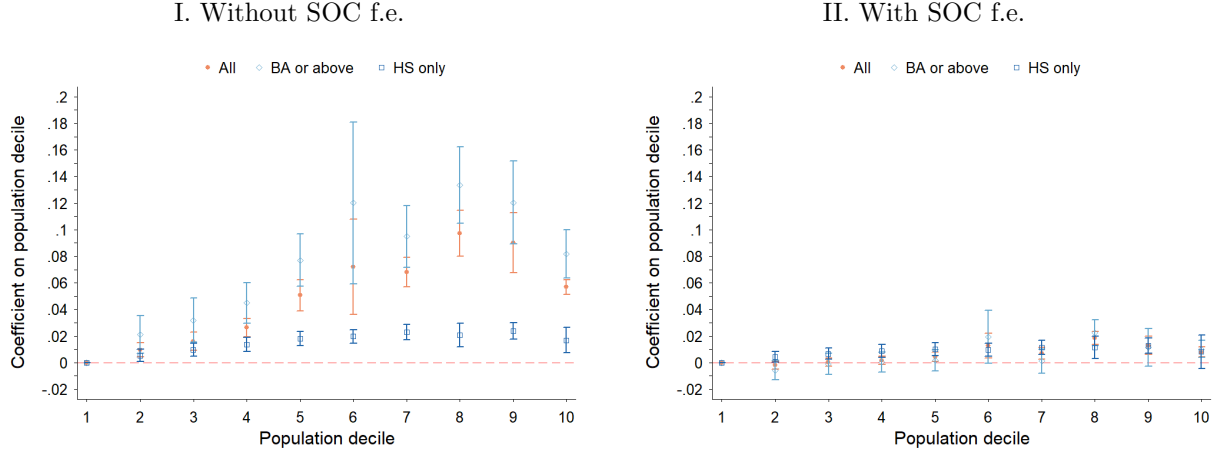 I. Without SOC f.e.
All BA or above HS only
Coefficient on population decile
.2
.18
.16
.14
.12
.1
.08
.06
.04
.02
0
-.02
1 2 3 4 5 6 7 8 9 10
Population decile
II. With SOC f.e.
All BA or above HS only
Coefficient on population decile
.2
.18
.16
.14
.12
.1
.08
.06
.04
.02
0
-.02
1 2 3 4 5 6 7 8 9 10
Population decile